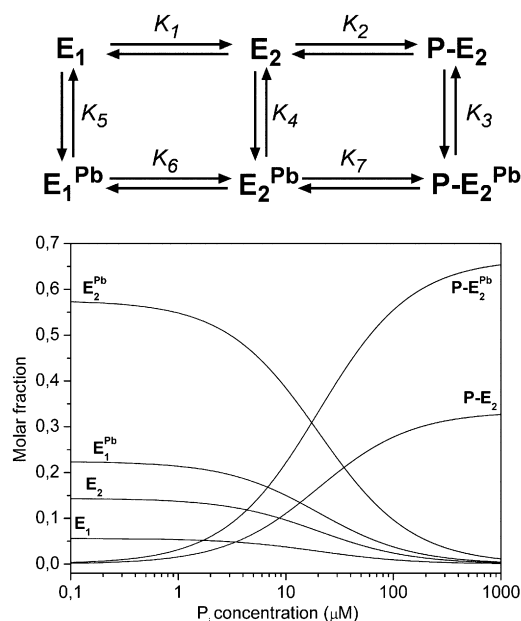 K1 K2
E1 E2 P-E2
K5 K4 K3
K6 K7
E1Pb E2Pb P-E2Pb
0,7
0,6
0,5
0,4
0,3
0,2
0,1
0,0
Molar fraction
E2Pb
P-E2Pb
P-E2
E1Pb
E2
E1
0,1 1 10 100 1000
Pi concentration (μM)